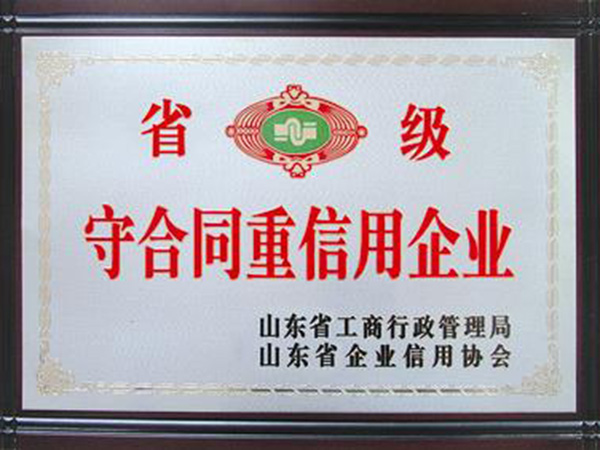 省 级
守合同重信用企业
山东省工商行政管理局
山东省企业信用协会